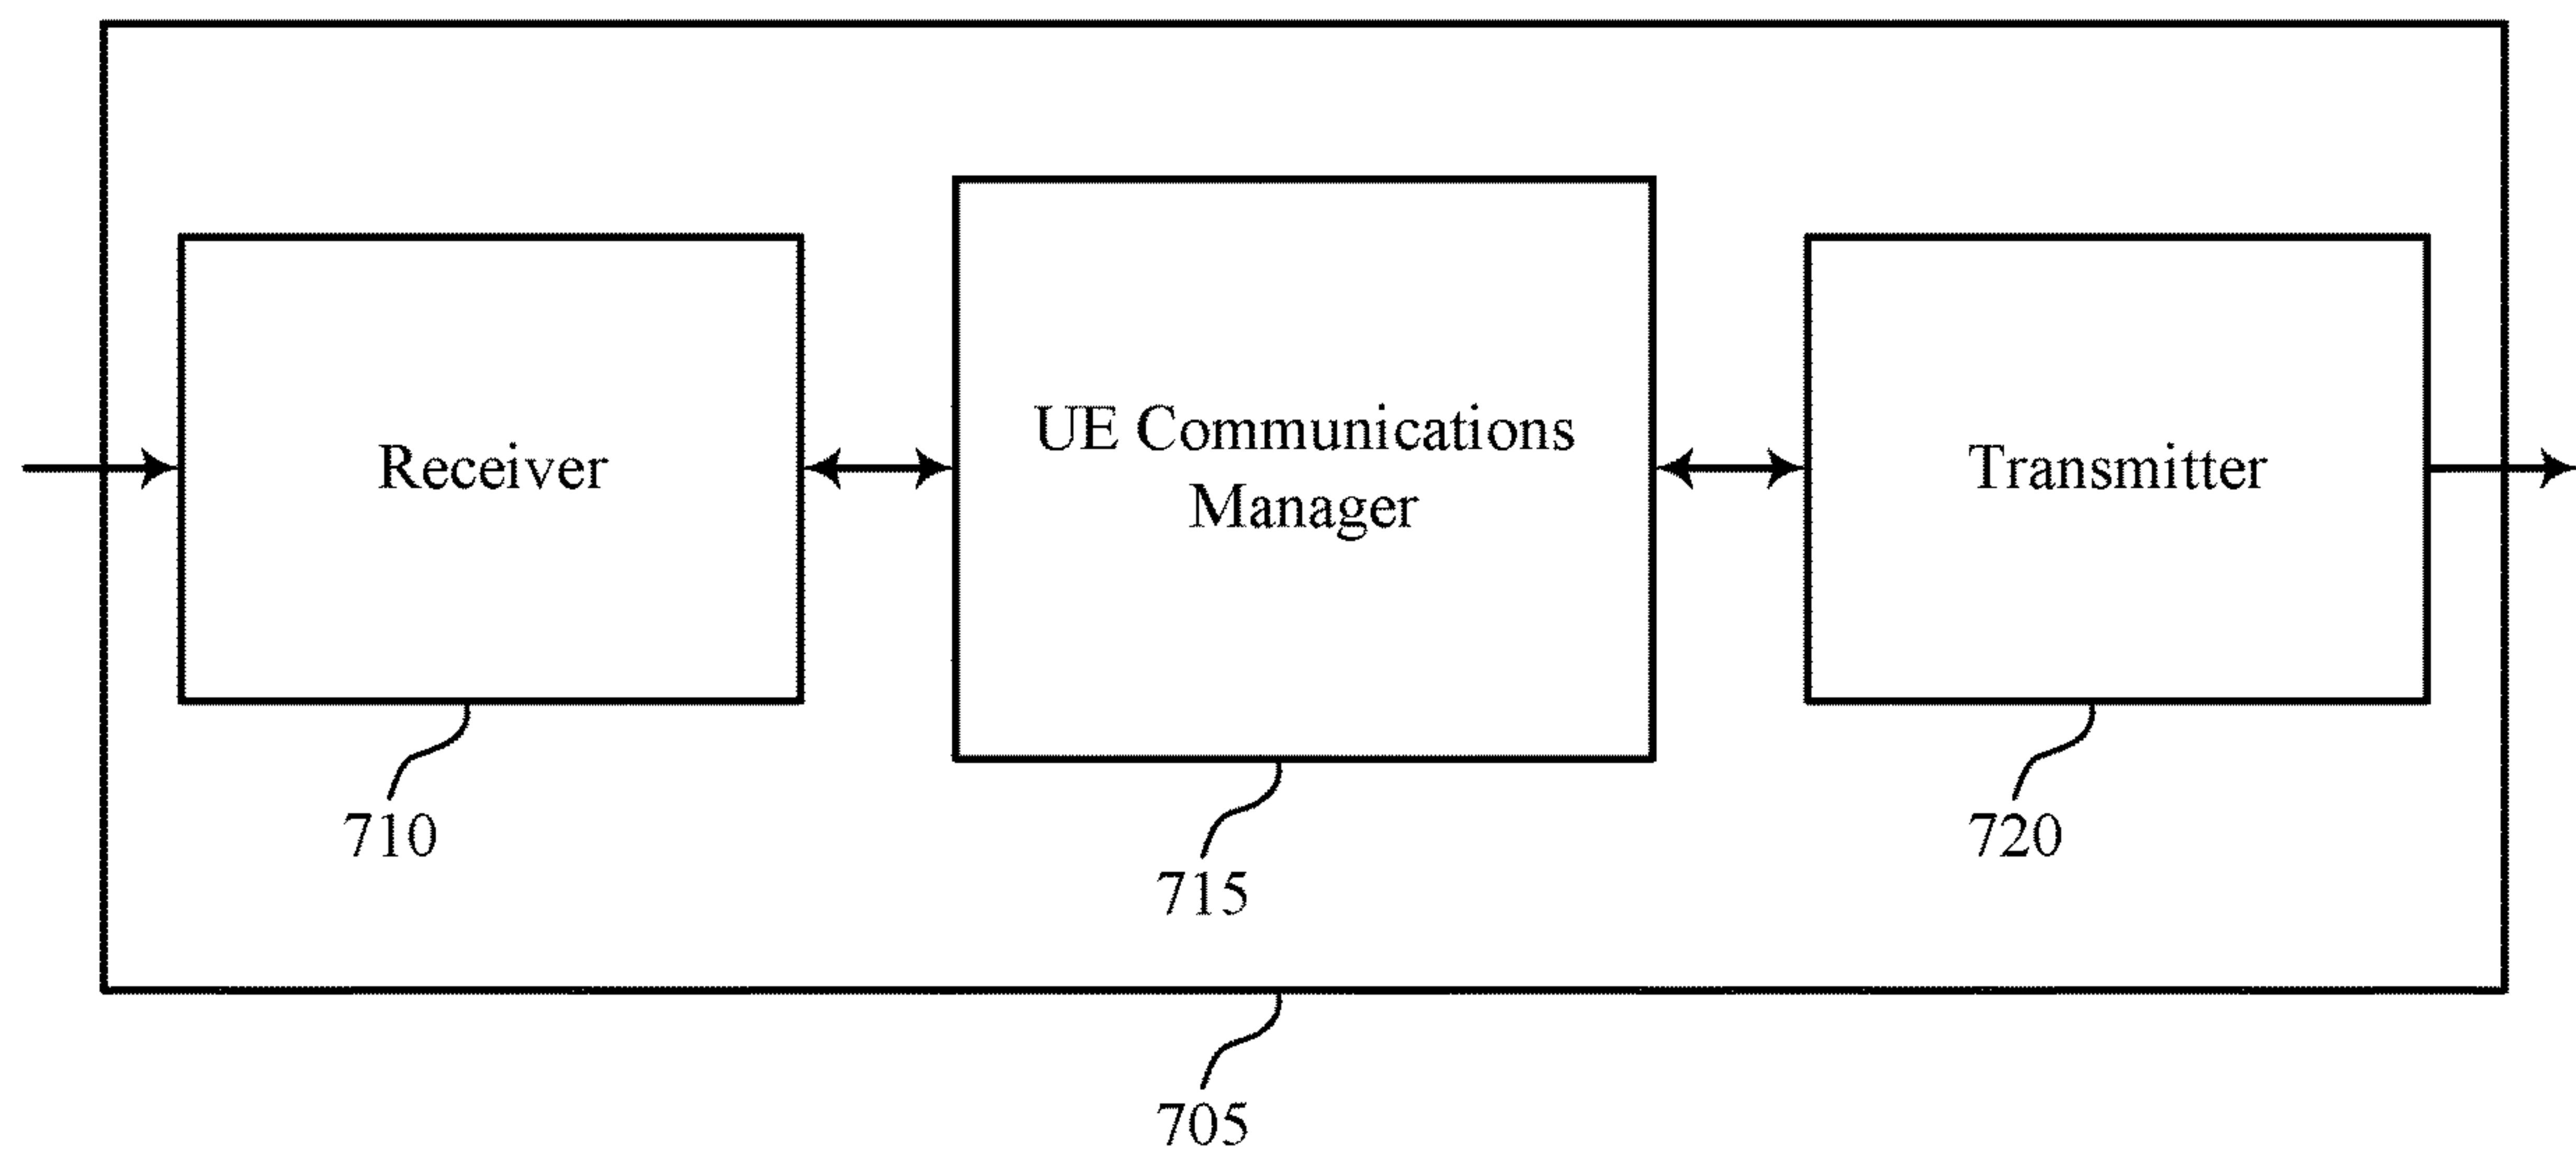 Receiver
UE Communications
Manager
Transmitter
710
715
720
705